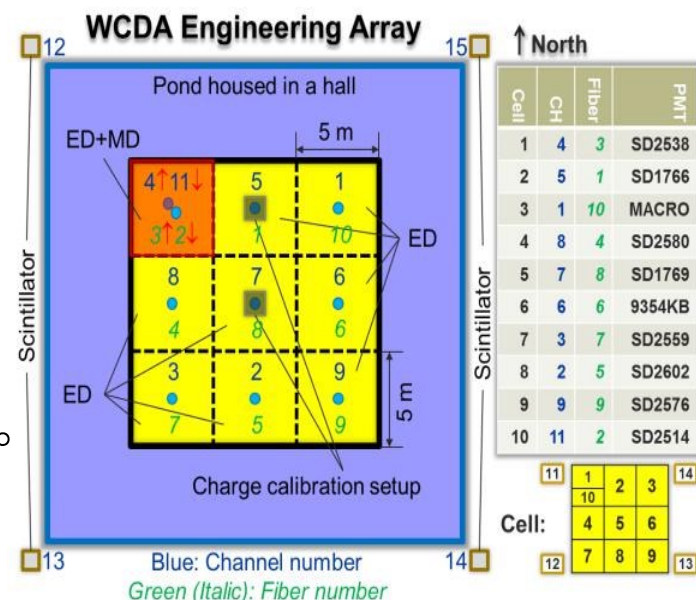 WCDA Engineering Array
12
15
↑ North
Pond housed in a hall
ED+MD
5 m
4↑11↓
5
1
3↑2↓
1
10
ED
8
7
6
4
8
6
3
2
9
ED
7
5
9
5 m
Scintillator
Scintillator
Charge calibration setup
13
14
Blue: Channel number
Green (Italic): Fiber number
Cell CH Fiber PMT
1 4 3 SD2538
2 5 1 SD1766
3 1 10 MACRO
4 8 4 SD2580
5 7 8 SD1769
6 6 6 9354KB
7 3 7 SD2559
8 2 5 SD2602
9 9 9 SD2576
10 11 2 SD2514
11 1 2 3 14
10
Cell: 4 5 6
12 7 8 9 13